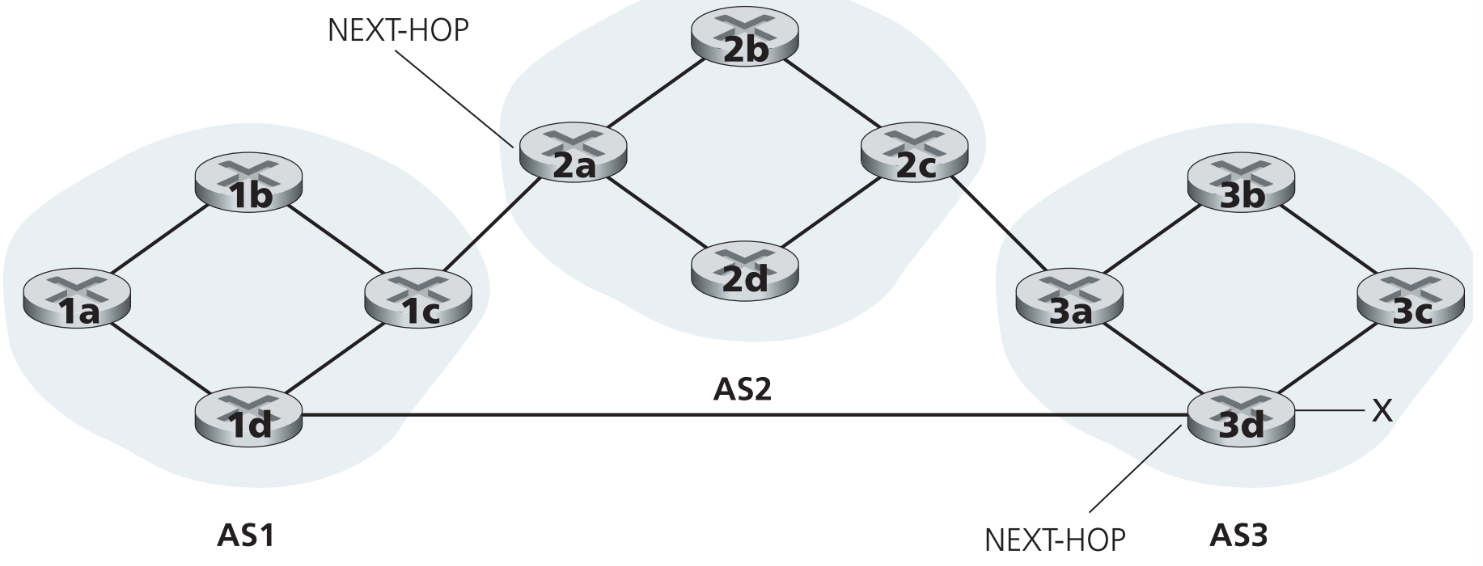 NEXT-HOP
2b
2a
2c
1b
3b
2d
1a
1c
3a
3c
AS2
1d
3d
X
AS1
NEXT-HOP
AS3